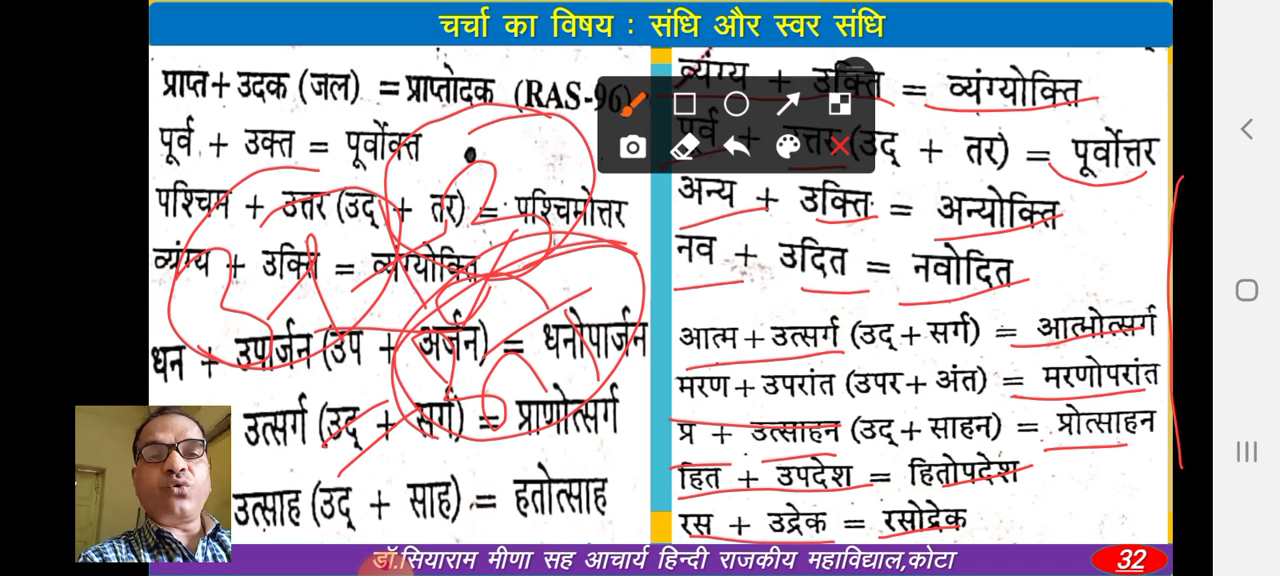 चर्चा का विषय : संधि और स्वर संधि
प्राप्त+उदक (जल) =प्राप्तोदक (RAS-96)
पूर्व + उक्त = पूर्वोक्त
पश्चिम + उत्तर (उद् + तर) = पश्चिमोत्तर
व्यंग्य + उक्ति = व्यंग्योक्ति
धन + उपार्जन (उप + अर्जन) = धनोपार्जन
उत्सर्ग (उद् + सर्ग) = प्राणोत्सर्ग
उत्साह (उद् + साह) = हतोत्साह
व्यंग्य + उक्ति = व्यंग्योक्ति
पूर्व + उत्तर (उद् + तर) = पूर्वोत्तर
अन्य + उक्ति = अन्योक्ति
नव + उदित = नवोदित
आत्म + उत्सर्ग (उद्+सर्ग) = आत्मोत्सर्ग
मरण + उपरांत (उपर+अंत) = मरणोपरांत
प्र + उत्साहन (उद्+साहन) = प्रोत्साहन
हित + उपदेश = हितोपदेश
रस + उद्रेक = रसोद्रेक
डॉ.सियाराम मीणा सह आचार्य हिन्दी राजकीय महाविद्याल,कोटा
32